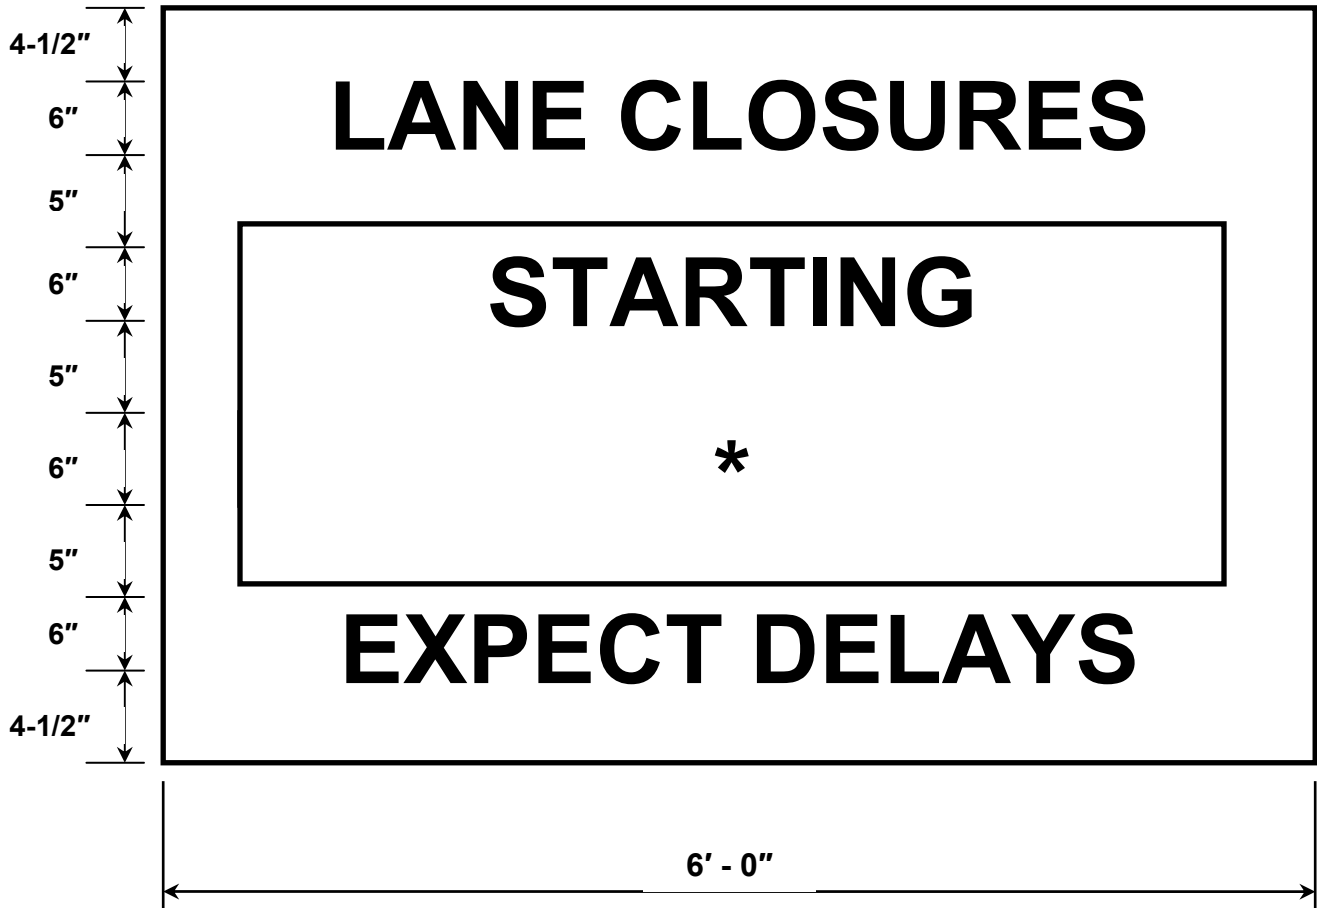 4-1/2″
LANE CLOSURES
6″
5″
STARTING
6″
5″
*
6″
5″
EXPECT DELAYS
6″
4-1/2″
6′ - 0″